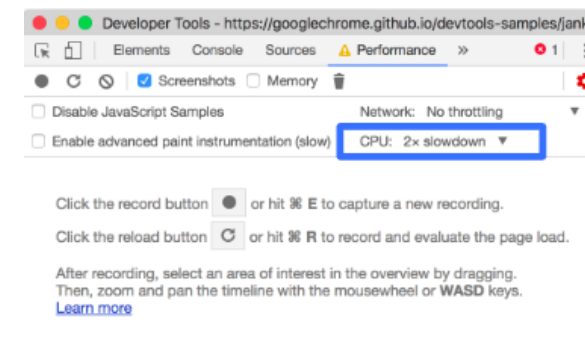 Developer Tools - https://googlechrome.github.io/devtools-samples/jank
Elements Console Sources Performance » 1
Screenshots Memory
Disable JavaScript Samples Network: No throttling ▼
Enable advanced paint instrumentation (slow) CPU: 2× slowdown ▼
Click the record button or hit ⌘ E to capture a new recording.
Click the reload button or hit ⌘ R to record and evaluate the page load.
After recording, select an area of interest in the overview by dragging.
Then, zoom and pan the timeline with the mousewheel or WASD keys.
Learn more